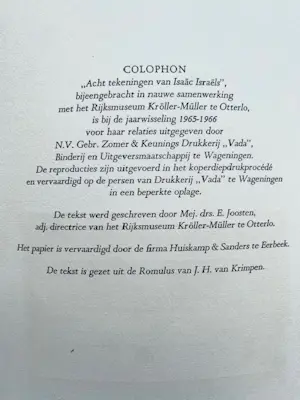 COLOPHON
„Acht tekeningen van Isaäc Israëls",
bijeengebracht in nauwe samenwerking
met het Rijksmuseum Kröller-Müller te Otterlo,
is bij de jaarwisseling 1965-1966
voor haar relaties uitgegeven door
N.V. Gebr. Zomer & Keunings Drukkerij „Vada",
Binderij en Uitgeversmaatschappij te Wageningen.
De reproducties zijn uitgevoerd in het koperdiepdrukprocédé
en vervaardigd op de persen van Drukkerij „Vada" te Wageningen
in een beperkte oplage.
De tekst werd geschreven door Mej. drs. E. Joosten,
adj. directrice van het Rijksmuseum Kröller-Müller te Otterlo.
Het papier is vervaardigd door de firma Huiskamp & Sanders te Eerbeek.
De tekst is gezet uit de Romulus van J. H. van Krimpen.